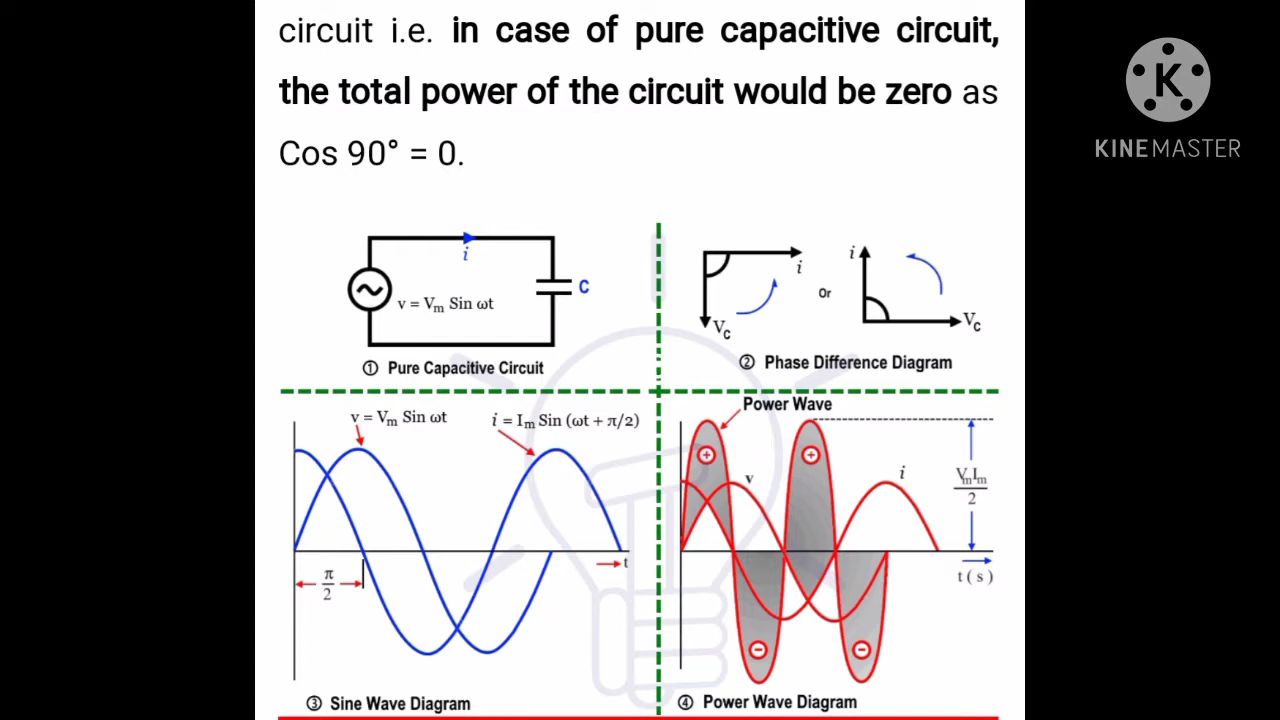 circuit i.e. in case of pure capacitive circuit,
the total power of the circuit would be zero as
Cos 90° = 0.
KINEMASTER
i
v = Vm Sin ωt
C
① Pure Capacitive Circuit
i
VC
Or
i
VC
② Phase Difference Diagram
v = Vm Sin ωt
i = Im Sin (ωt + π/2)
π
2
t
③ Sine Wave Diagram
Power Wave
+
+
v
i
VmIm
2
t ( s )
−
−
④ Power Wave Diagram